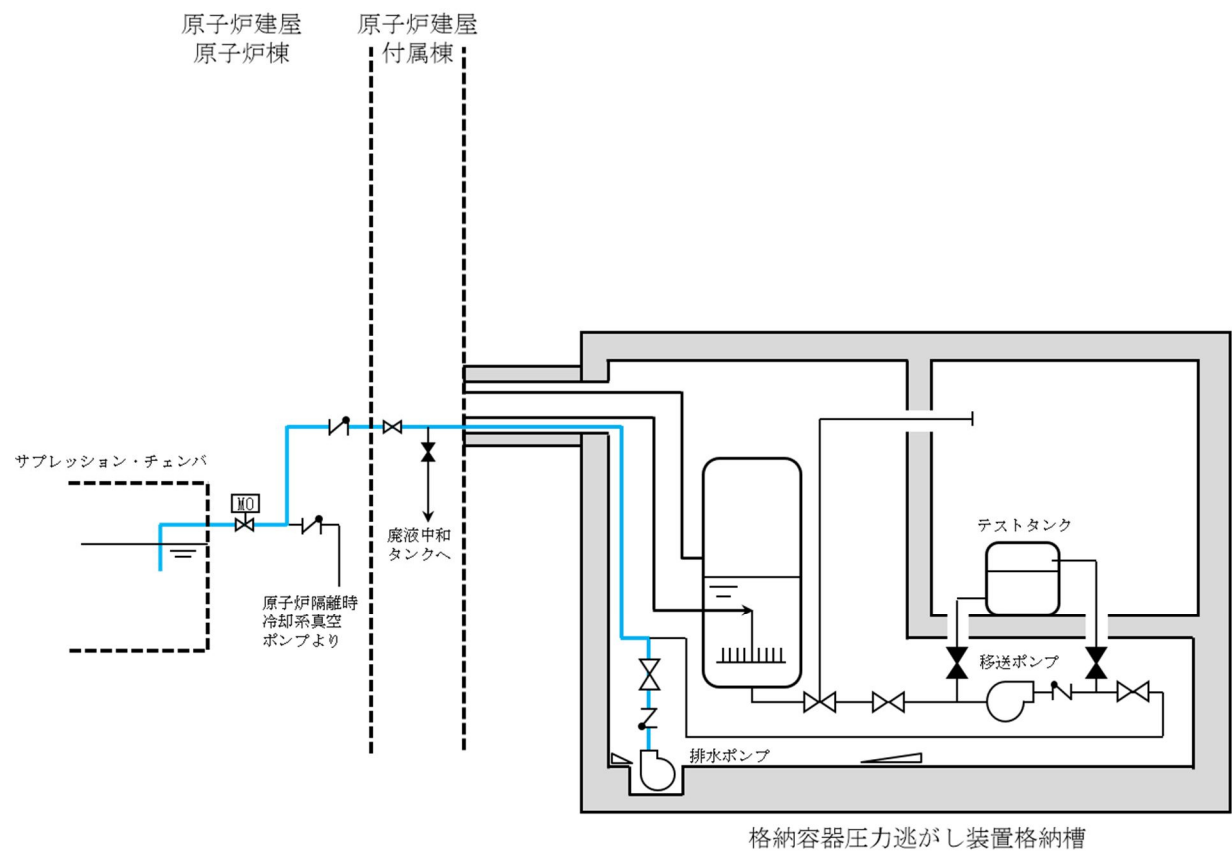 原子炉建屋
原子炉棟
原子炉建屋
付属棟
サプレッション・チェンバ
MO
廃液中和
タンクへ
原子炉隔離時
冷却系真空
ポンプより
テストタンク
移送ポンプ
排水ポンプ
格納容器圧力逃がし装置格納槽